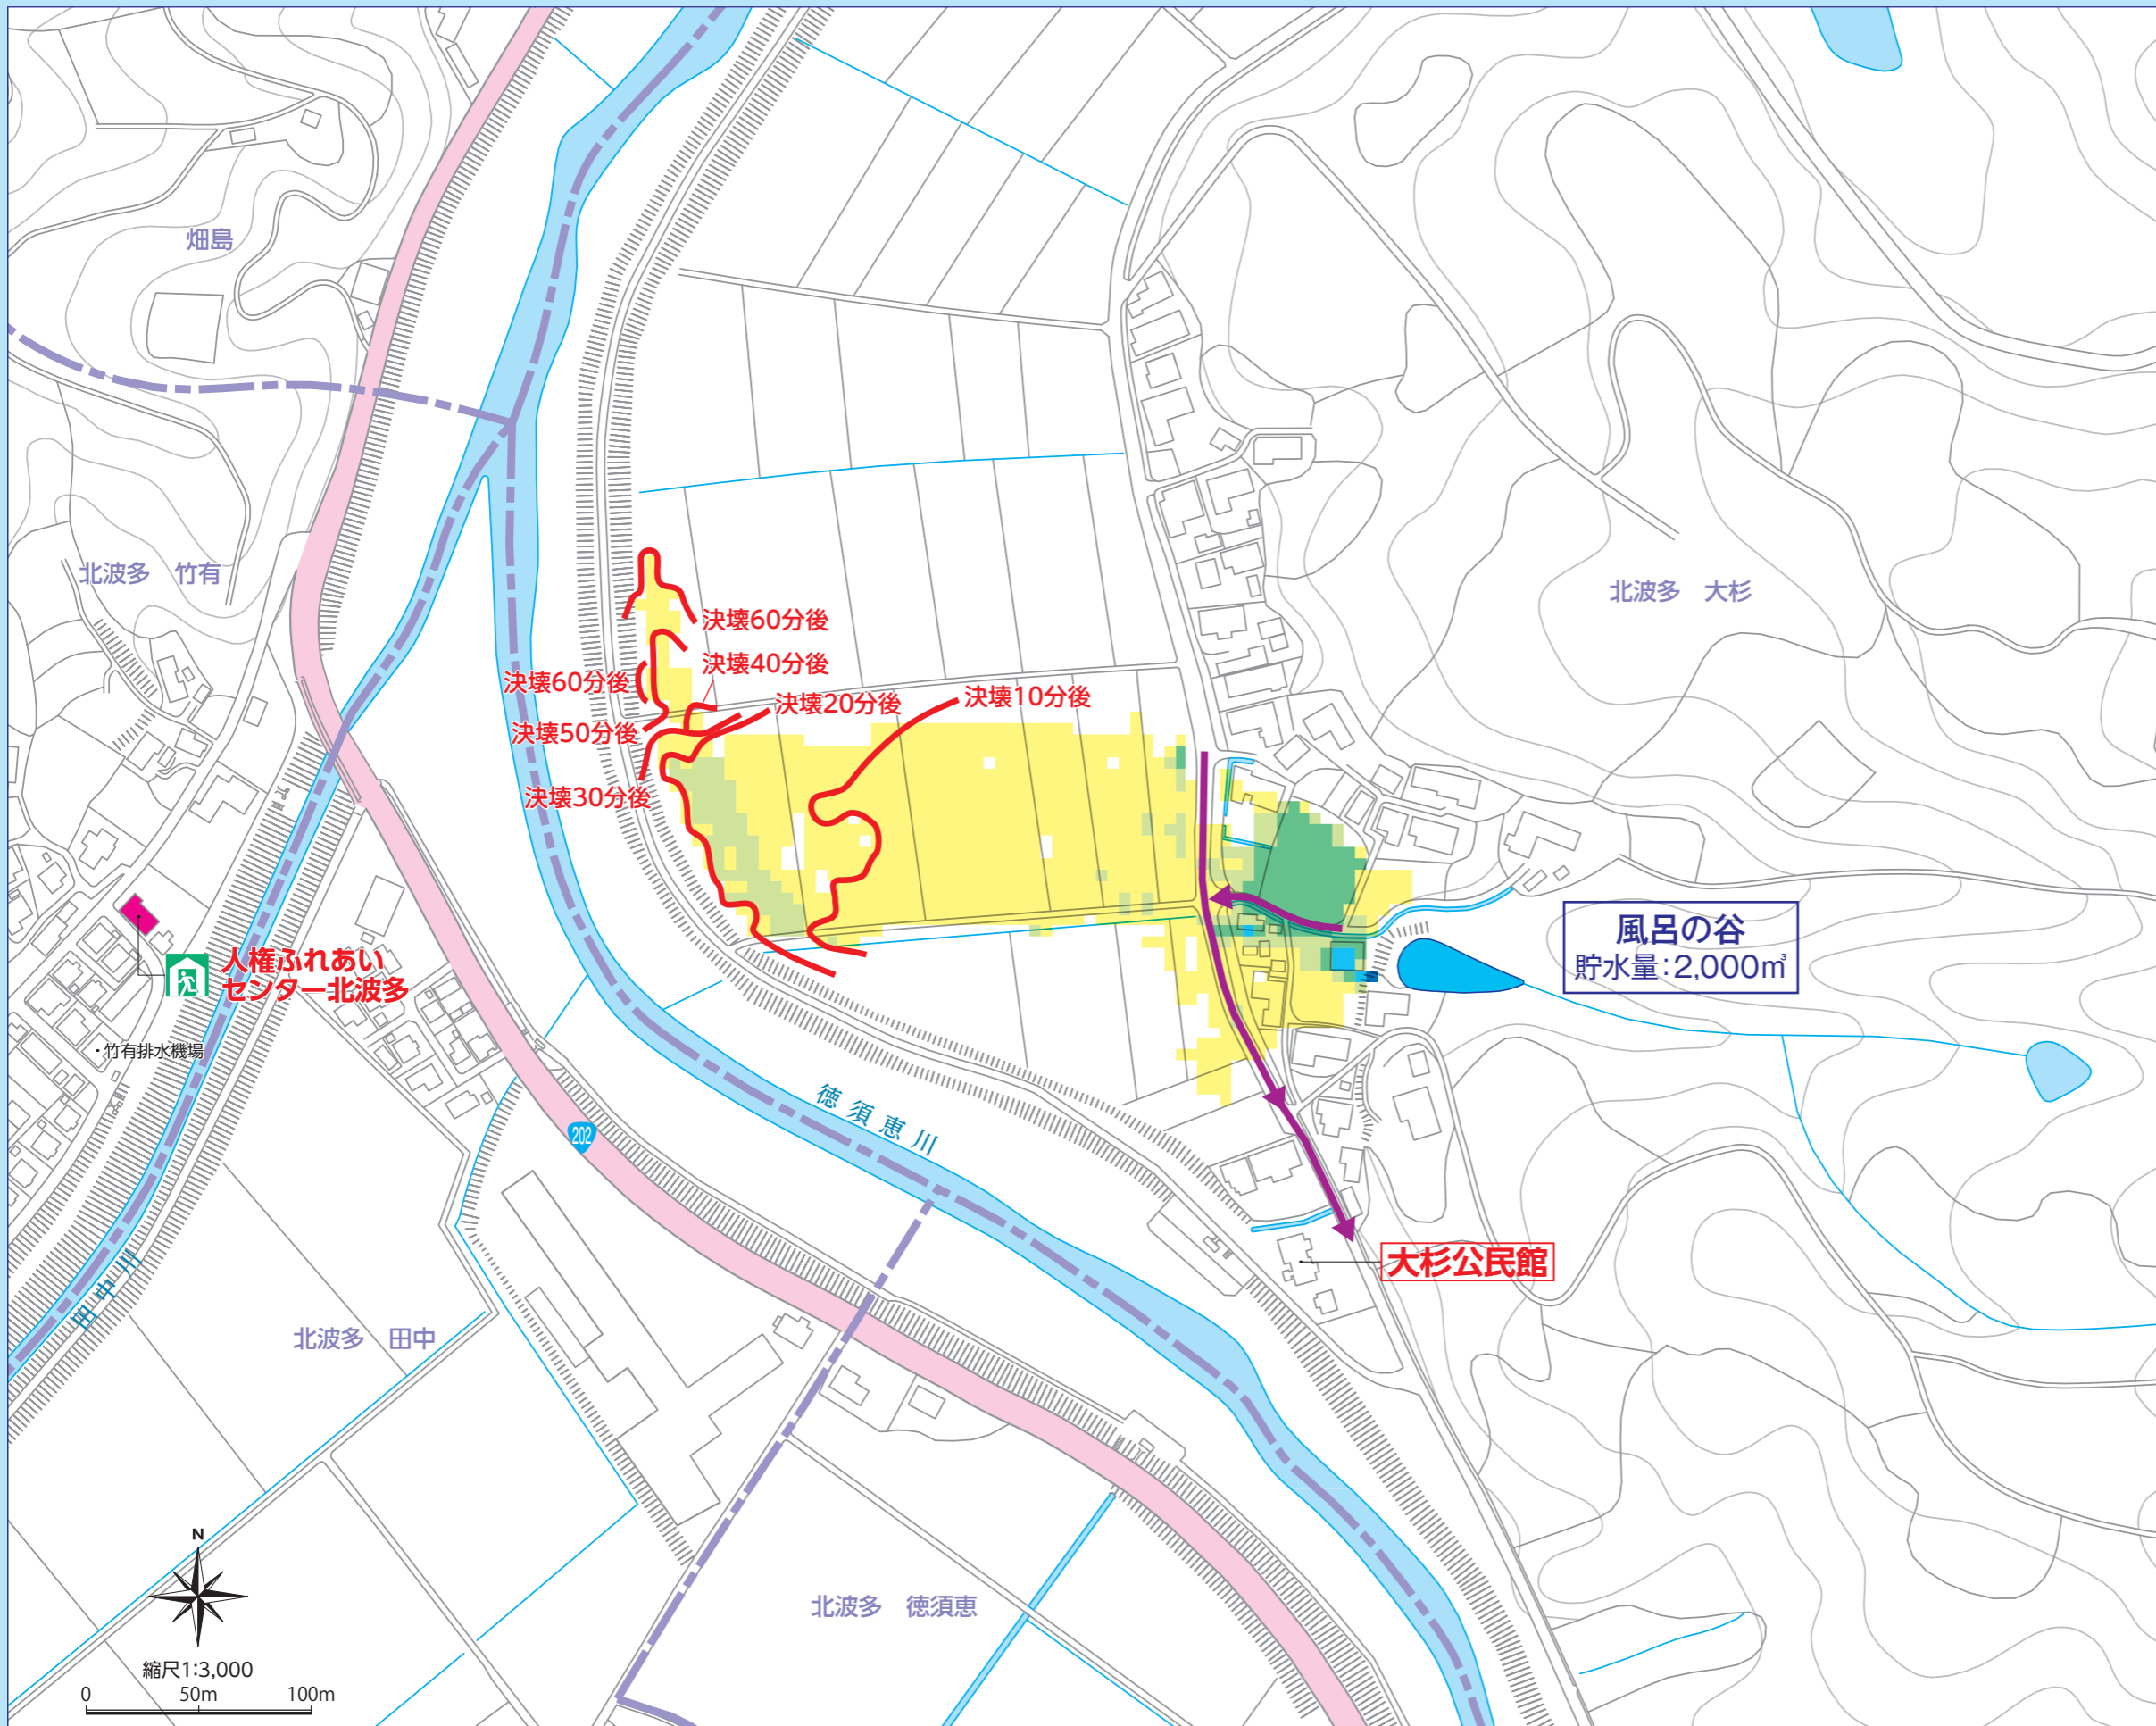 畑島
北波多　竹有
北波多　大杉
決壊60分後
決壊40分後
決壊60分後
決壊20分後
決壊10分後
決壊50分後
決壊30分後
風呂の谷
貯水量：2,000㎥
人権ふれあい
センター北波多
・竹有排水機場
徳須恵川
202
田中川
大杉公民館
北波多　田中
北波多　徳須恵
N
縮尺1:3,000
0 50m 100m